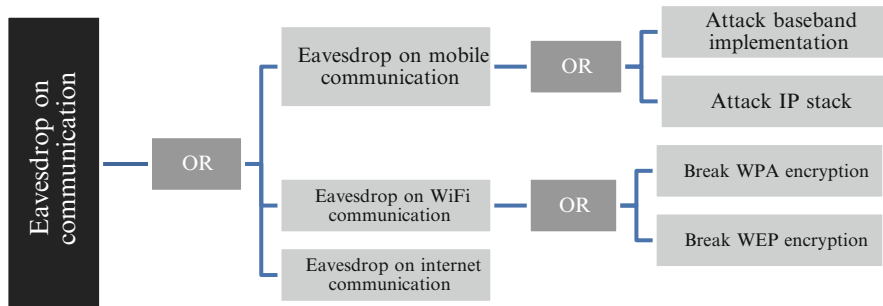 Eavesdrop on
communication
OR
Eavesdrop on mobile
communication
OR
Attack baseband
implementation
Attack IP stack
Eavesdrop on WiFi
communication
OR
Break WPA encryption
Break WEP encryption
Eavesdrop on internet
communication